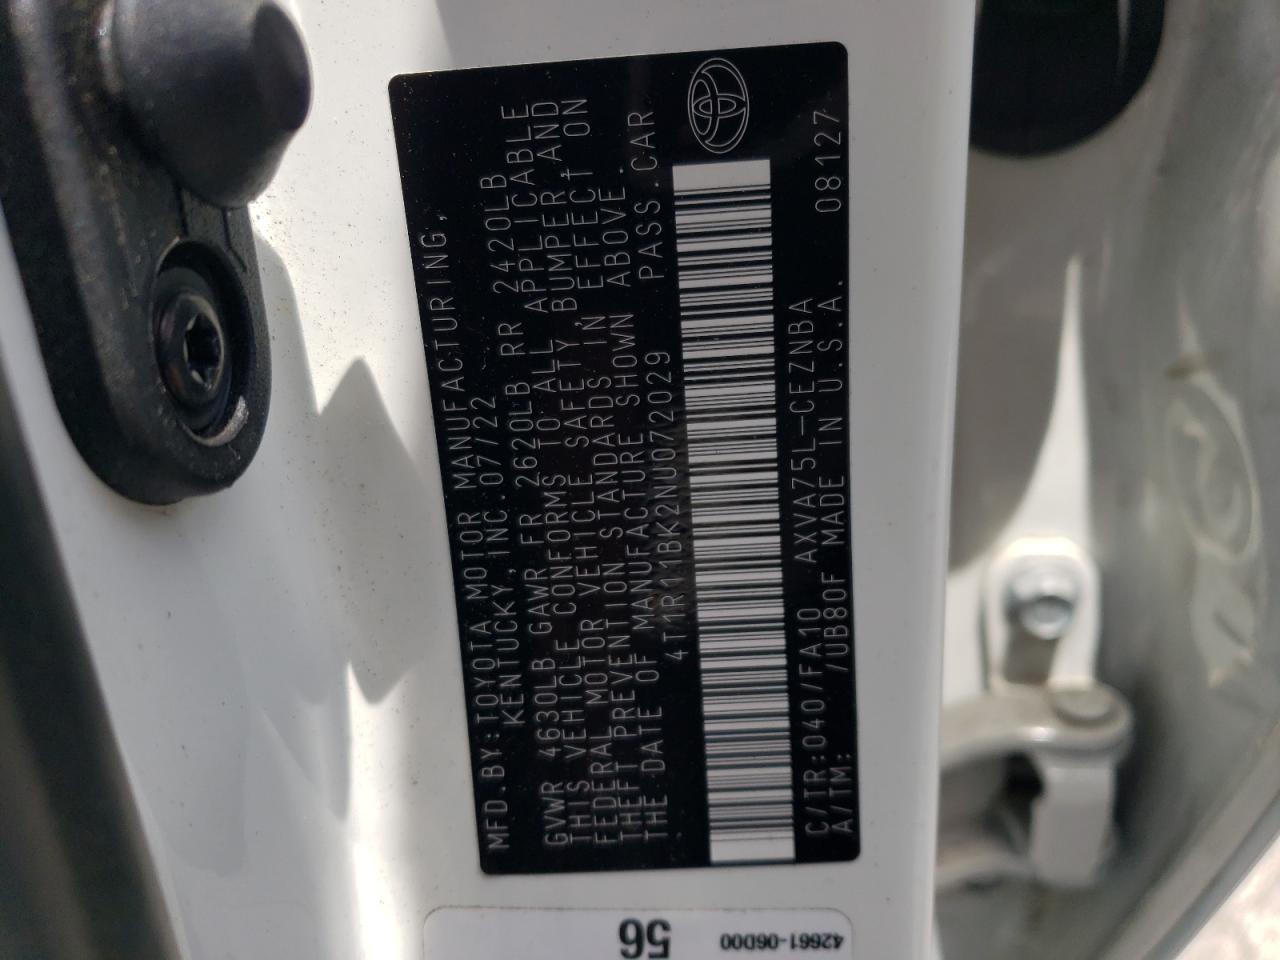 MFD.BY:TOYOTA MOTOR MANUFACTURING,
KENTUCKY, INC. 07/22
GVWR 4630LB GAWR FR 2620LB RR 2420LB
THIS VEHICLE CONFORMS TO ALL APPLICABLE
FEDERAL MOTOR VEHICLE SAFETY, BUMPER, AND
THEFT PREVENTION STANDARDS IN EFFECT ON
THE DATE OF MANUFACTURE SHOWN ABOVE.
4T1R11BK2NU072029 PASS.CAR
C/TR:040/FA10 AXVA75L-CEZNBA 08127
A/TM: /UB80F MADE IN U.S.A.
56
42661-06D00